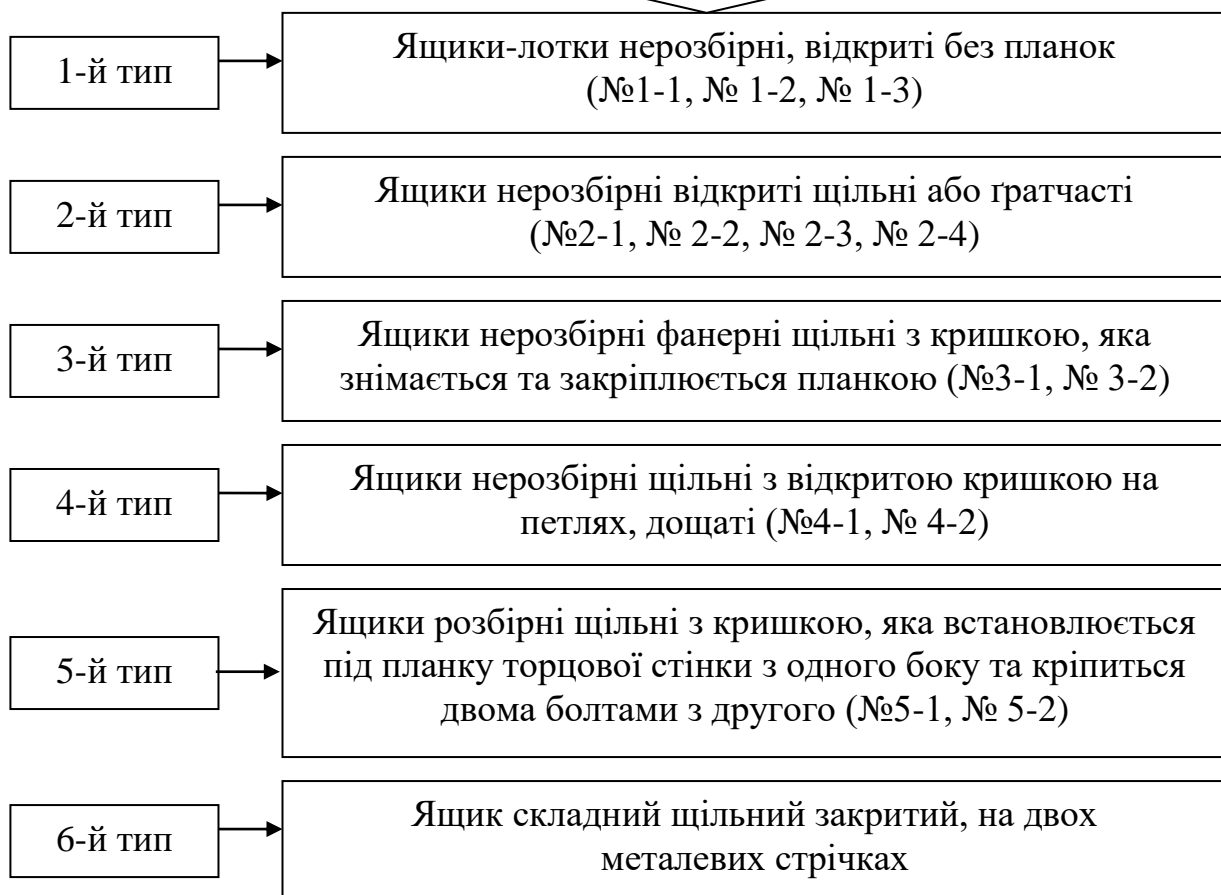 1-й тип
Ящики-лотки нерозбірні, відкриті без планок
(№1-1, № 1-2, № 1-3)
2-й тип
Ящики нерозбірні відкриті щільні або ґратчасті
(№2-1, № 2-2, № 2-3, № 2-4)
3-й тип
Ящики нерозбірні фанерні щільні з кришкою, яка
знімається та закріплюється планкою (№3-1, № 3-2)
4-й тип
Ящики нерозбірні щільні з відкритою кришкою на
петлях, дощаті (№4-1, № 4-2)
5-й тип
Ящики розбірні щільні з кришкою, яка встановлюється
під планку торцової стінки з одного боку та кріпиться
двома болтами з другого (№5-1, № 5-2)
6-й тип
Ящик складний щільний закритий, на двох
металевих стрічках